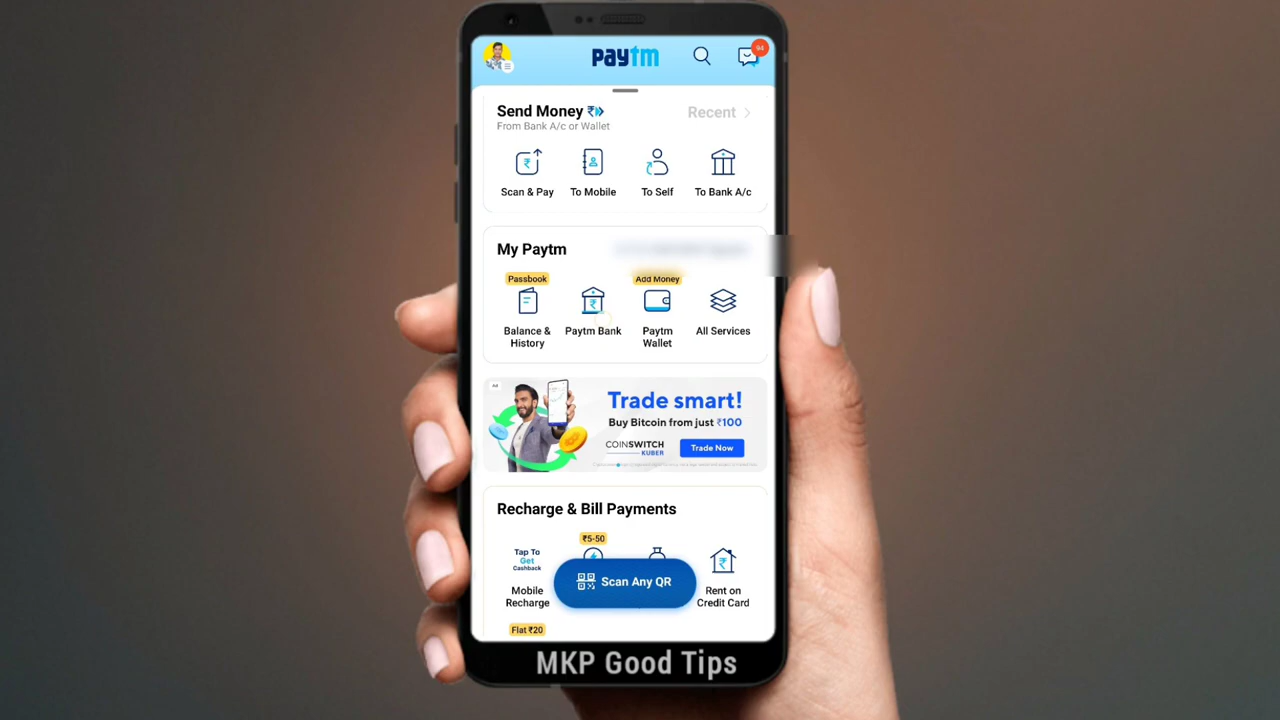 paytm
94
Send Money
Recent
From Bank A/c or Wallet
Scan & Pay
To Mobile
To Self
To Bank A/c
My Paytm
Passbook
Add Money
Balance & History
Paytm Bank
Paytm Wallet
All Services
Ad
Trade smart!
Buy Bitcoin from just ₹100
COINSWITCH
KUBER
Trade Now
Recharge & Bill Payments
₹5-50
Tap To
Get
Cashback
Mobile Recharge
Scan Any QR
Rent on Credit Card
Flat ₹20
MKP Good Tips